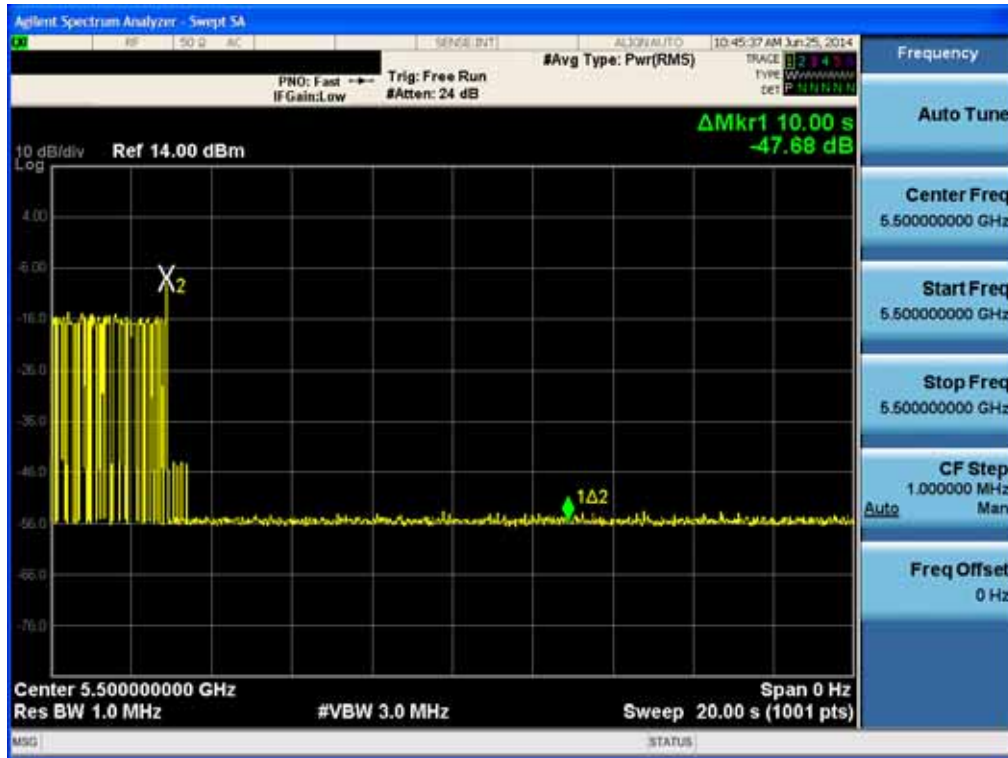 Agilent Spectrum Analyzer - Swept SA
RF 50 Ω AC SENSE:INT ALIGNAUTO 10:45:37 AM Jun 25, 2014
Frequency
#Avg Type: Pwr(RMS)
TRACE 1 2 3 4 5 6
PNO: Fast Trig: Free Run
TYPE
IFGain:Low #Atten: 24 dB
DET P N N N N N
Auto Tune
ΔMkr1 10.00 s
-47.68 dB
10 dB/div Ref 14.00 dBm
Log
Center Freq
5.500000000 GHz
4.00
-6.00
2
Start Freq
5.500000000 GHz
-16.0
-26.0
Stop Freq
5.500000000 GHz
-36.0
-46.0
CF Step
1.000000 MHz
Auto Man
1Δ2
-56.0
-66.0
Freq Offset
0 Hz
-76.0
Center 5.500000000 GHz Span 0 Hz
Res BW 1.0 MHz #VBW 3.0 MHz Sweep 20.00 s (1001 pts)
MSG STATUS